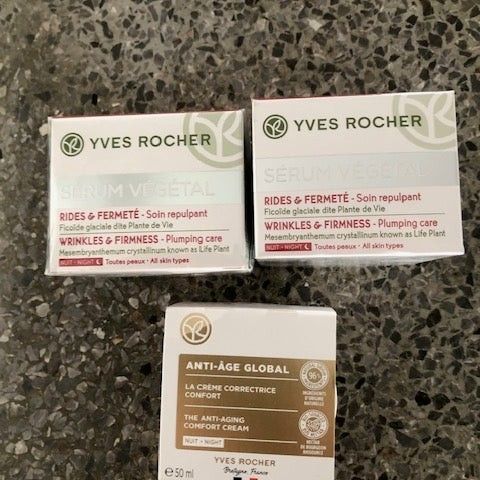 YVES ROCHER
SÉRUM VÉGÉTAL
RIDES & FERMETÉ - Soin repulpant
Ficoïde glaciale dite Plante de Vie
WRINKLES & FIRMNESS - Plumping care
Mesembryanthemum crystallinum known as Life Plant
NUIT - NIGHT Toutes peaux - All skin types
YVES ROCHER
SÉRUM VÉGÉTAL
RIDES & FERMETÉ - Soin repulpant
Ficoïde glaciale dite Plante de Vie
WRINKLES & FIRMNESS - Plumping care
Mesembryanthemum crystallinum known as Life Plant
NUIT - NIGHT Toutes peaux - All skin types
ANTI-ÂGE GLOBAL
LA CRÈME CORRECTRICE
CONFORT
THE ANTI-AGING
COMFORT CREAM
NUIT - NIGHT
96%
INGRÉDIENTS
D'ORIGINE
NATURELLE
YVES ROCHER
Bretagne, France
e 50 ml